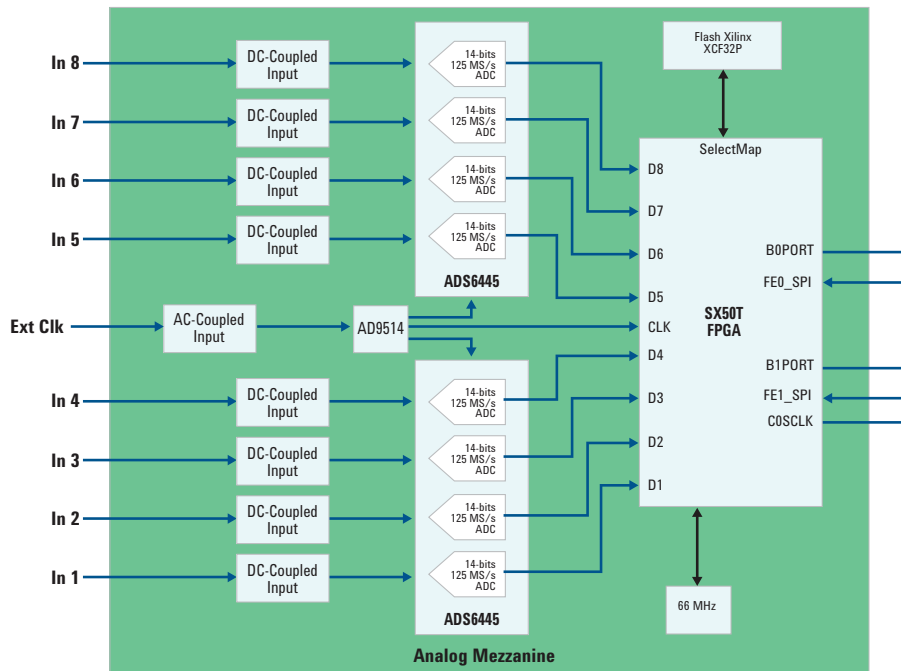 In 8
DC-Coupled
Input
14-bits
125 MS/s
ADC
In 7
DC-Coupled
Input
14-bits
125 MS/s
ADC
In 6
DC-Coupled
Input
14-bits
125 MS/s
ADC
In 5
DC-Coupled
Input
14-bits
125 MS/s
ADC
ADS6445
Ext Clk
AC-Coupled
Input
AD9514
In 4
DC-Coupled
Input
14-bits
125 MS/s
ADC
In 3
DC-Coupled
Input
14-bits
125 MS/s
ADC
In 2
DC-Coupled
Input
14-bits
125 MS/s
ADC
In 1
DC-Coupled
Input
14-bits
125 MS/s
ADC
ADS6445
Flash Xilinx
XCF32P
SelectMap
D8
D7
D6
D5
CLK
D4
D3
D2
D1
SX50T
FPGA
B0PORT
FE0_SPI
B1PORT
FE1_SPI
C0SCLK
66 MHz
Analog Mezzanine